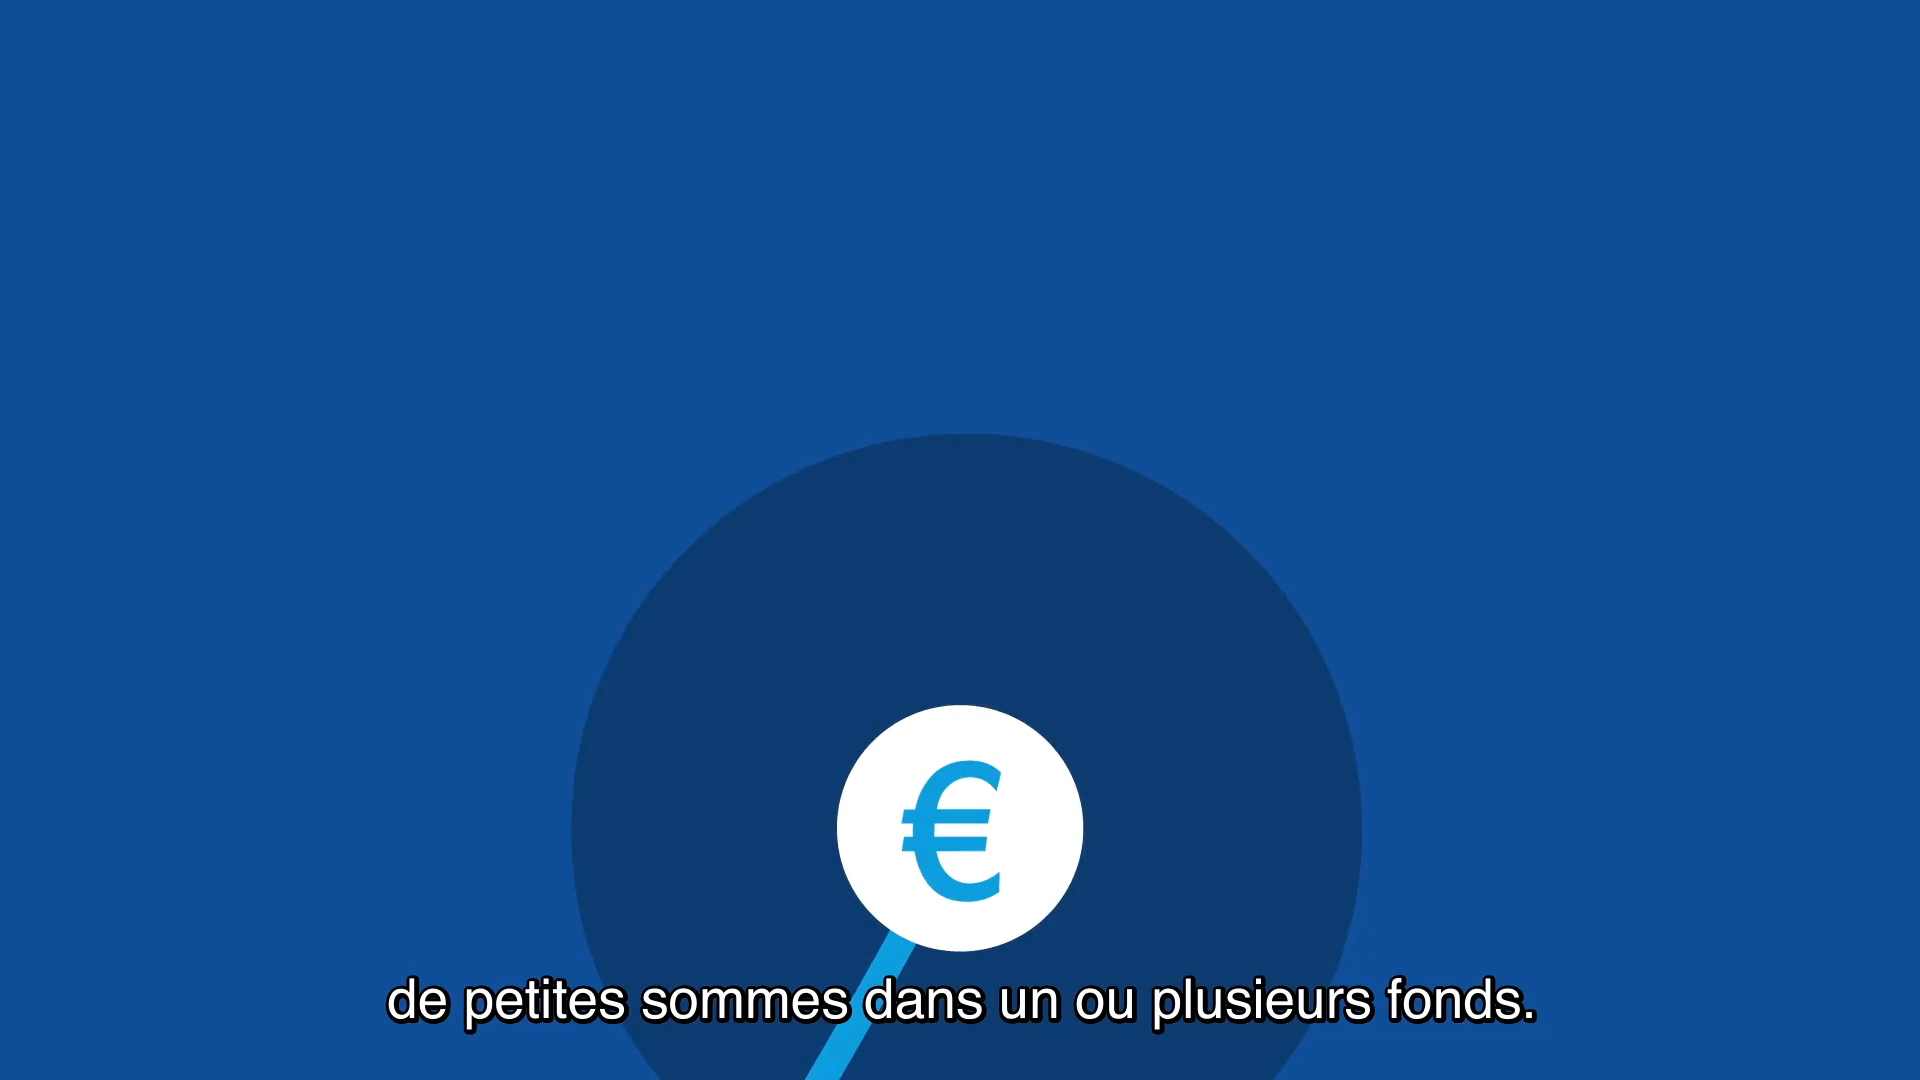 €
de petites sommes dans un ou plusieurs fonds.